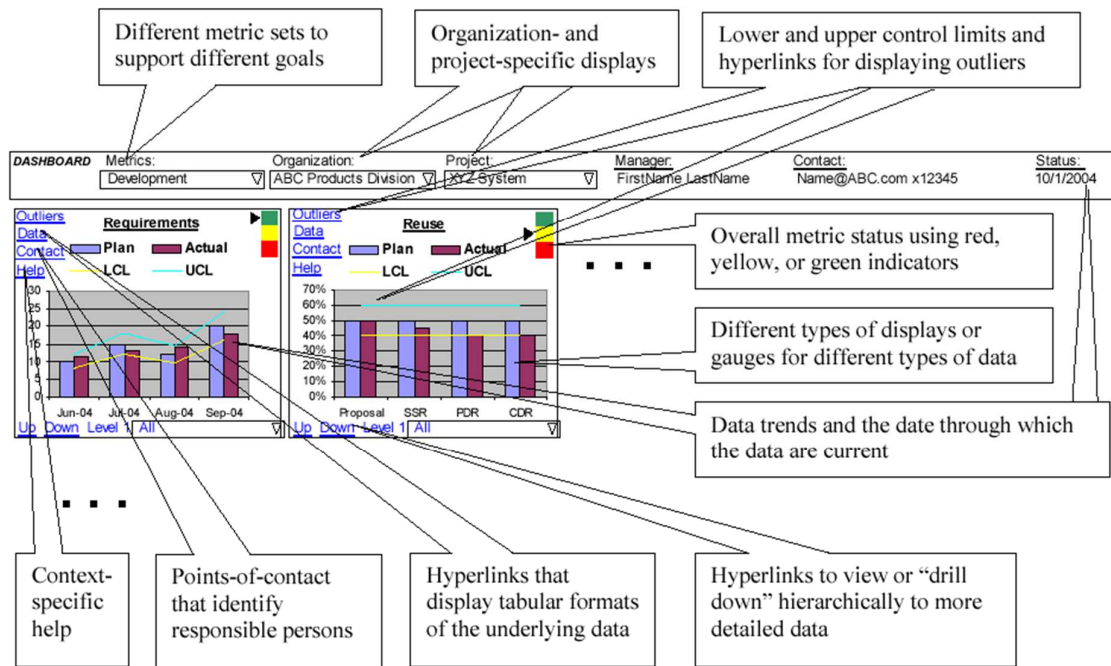 Different metric sets to
support different goals
Organization- and
project-specific displays
Lower and upper control limits and
hyperlinks for displaying outliers
DASHBOARD Metrics: Organization: Project: Manager: Contact: Status:
Development ABC Products Division XYZ System FirstName LastName Name@ABC.com x12345 10/1/2004
Outliers
Data
Contact
Help
Requirements
Plan Actual
LCL UCL
30
25
20
15
10
5
0
Jun-04 Jul-04 Aug-04 Sep-04
Up Down Level 1 All
Outliers
Data
Contact
Help
Reuse
Plan Actual
LCL UCL
70%
60%
50%
40%
30%
20%
10%
0%
Proposal SSR PDR CDR
Up Down Level 1 All
Overall metric status using red,
yellow, or green indicators
Different types of displays or
gauges for different types of data
Data trends and the date through which
the data are current
Context-
specific
help
Points-of-contact
that identify
responsible persons
Hyperlinks that
display tabular formats
of the underlying data
Hyperlinks to view or “drill
down” hierarchically to more
detailed data